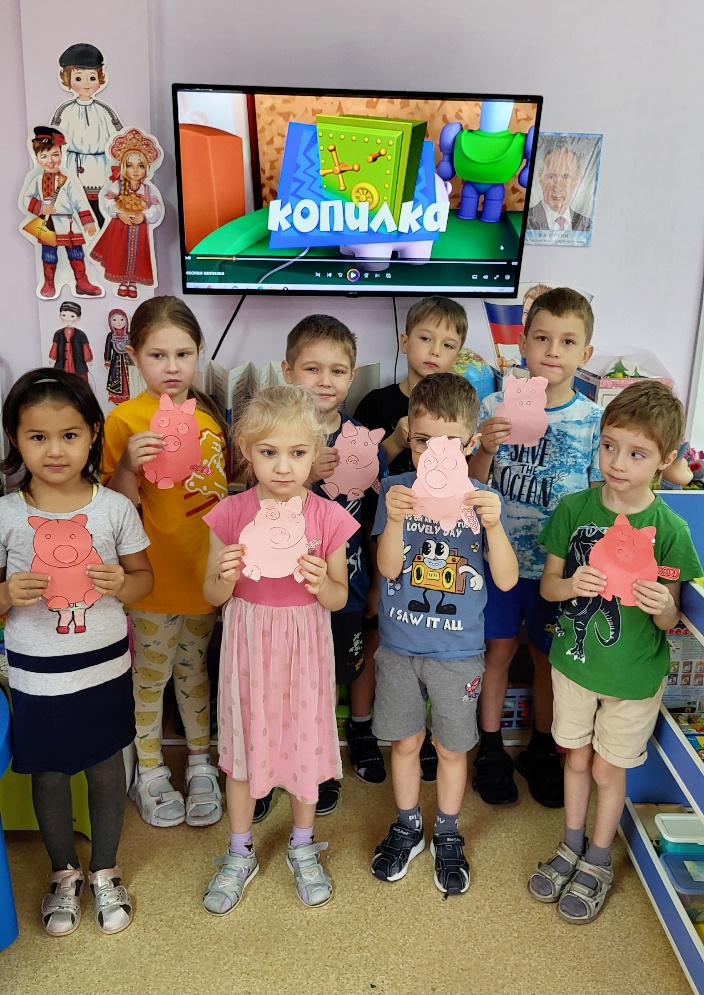 копилка
SAVE
THE
OCEAN
LOVELY
DAY
I SAW IT ALL